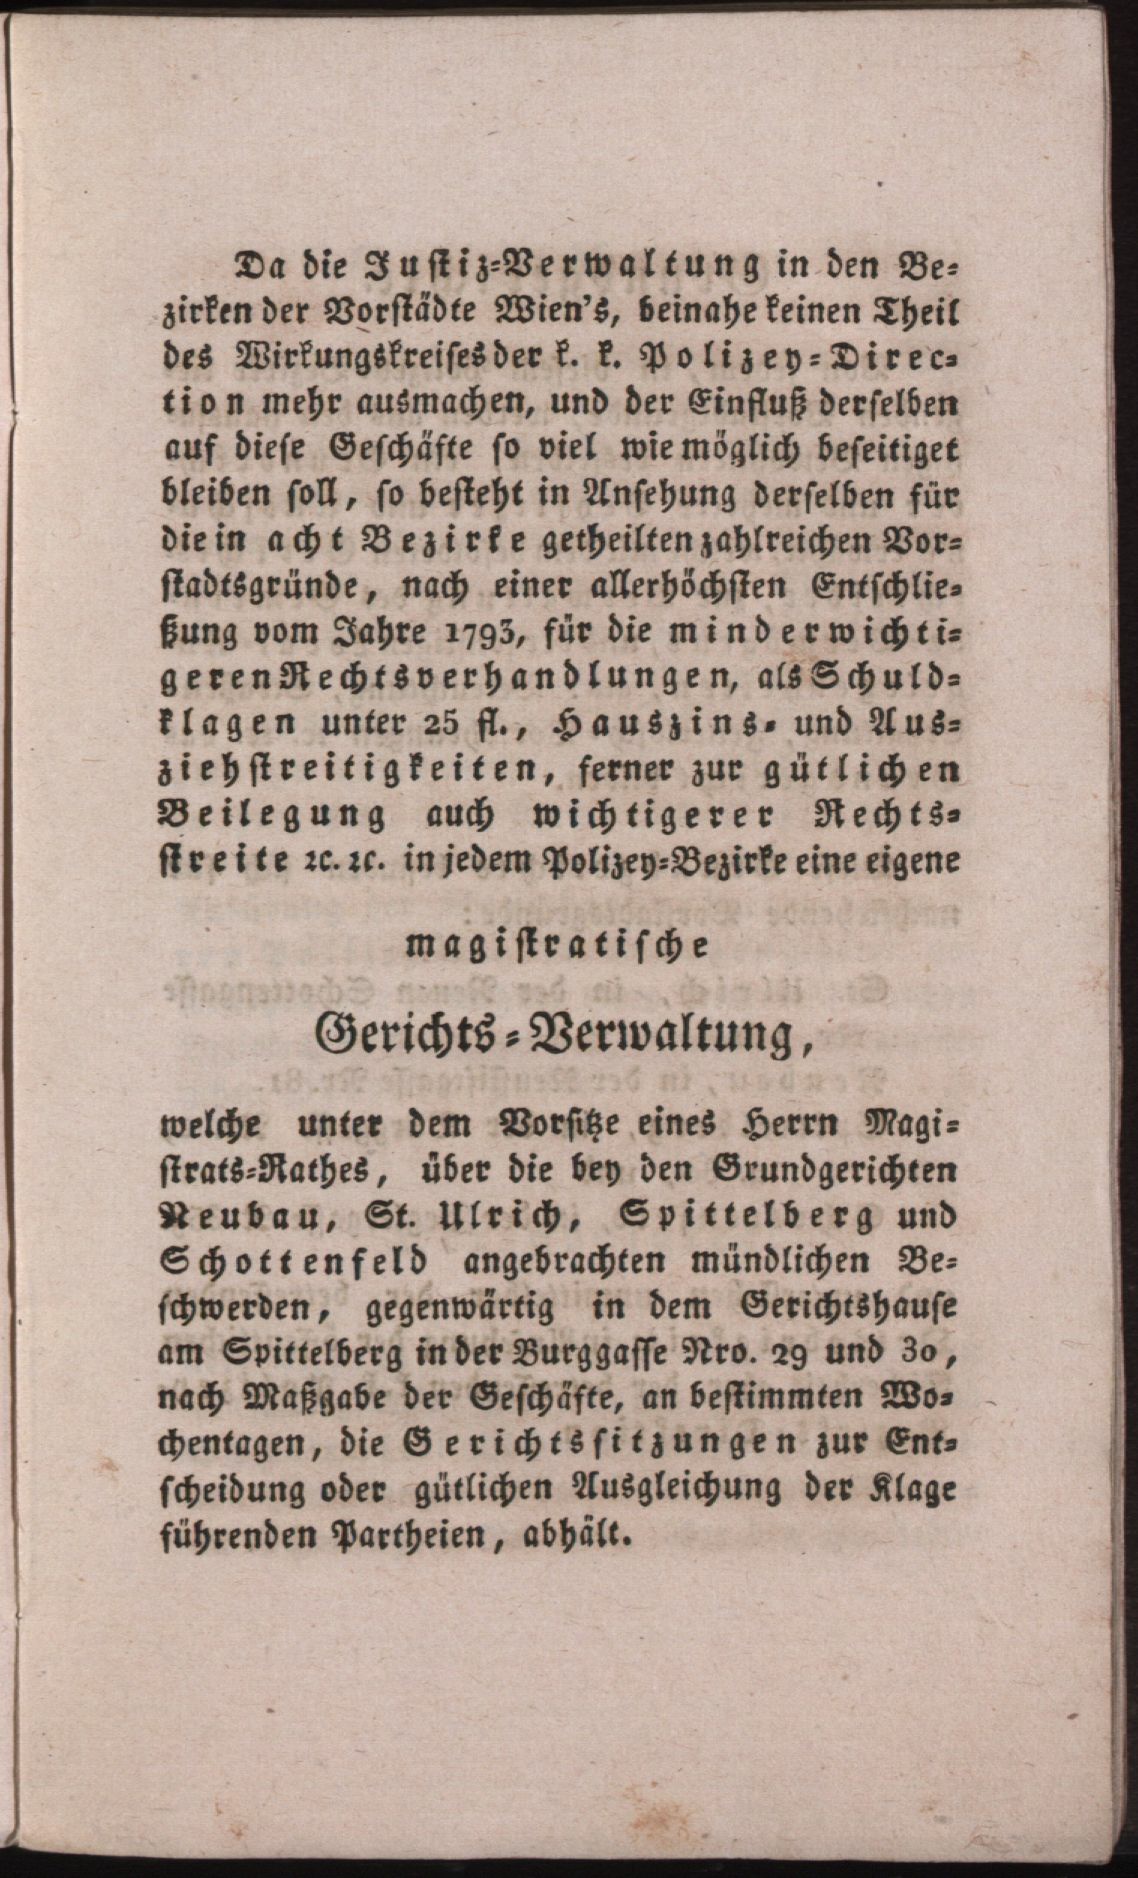 Da die Justiz-Verwaltung in den Be-
zirken der Vorstädte Wien's, beinahe keinen Theil
des Wirkungskreises der k. k. Polizey-Direc-
tion mehr ausmachen, und der Einfluß derselben
auf diese Geschäfte so viel wie möglich beseitiget
bleiben soll, so besteht in Ansehung derselben für
die in acht Bezirke getheilten zahlreichen Vor-
stadtsgründe, nach einer allerhöchsten Entschlie-
ßung vom Jahre 1793, für die minderwichti-
geren Rechtsverhandlungen, als Schuld-
klagen unter 25 fl., Hauszins- und Aus-
ziehstreitigkeiten, ferner zur gütlichen
Beilegung auch wichtigerer Rechts-
streite ꝛc. ꝛc. in jedem Polizey-Bezirke eine eigene
magistratische
Gerichts-Verwaltung,
welche unter dem Vorsitze eines Herrn Magi-
strats-Rathes, über die bey den Grundgerichten
Neubau, St. Ulrich, Spittelberg und
Schottenfeld angebrachten mündlichen Be-
schwerden, gegenwärtig in dem Gerichtshause
am Spittelberg in der Burggasse Nro. 29 und 30,
nach Maßgabe der Geschäfte, an bestimmten Wo-
chentagen, die Gerichtssitzungen zur Ent-
scheidung oder gütlichen Ausgleichung der Klage
führenden Partheien, abhält.